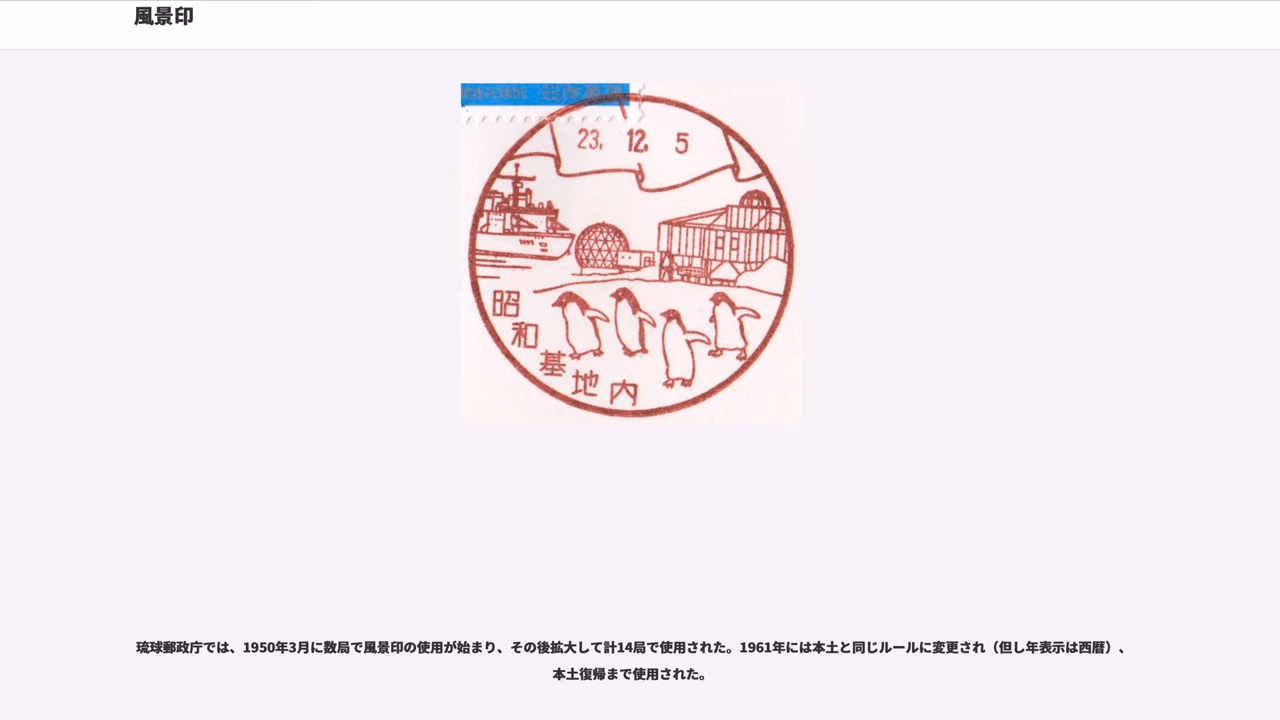 風景印
23. 12. 5
昭和基地内
琉球郵政庁では、1950年3月に数局で風景印の使用が始まり、その後拡大して計14局で使用された。1961年には本土と同じルールに変更され（但し年表示は西暦）、
本土復帰まで使用された。